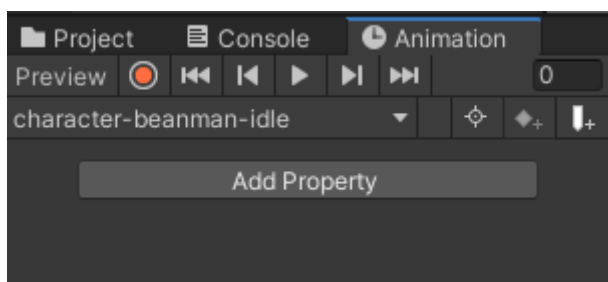 Project Console Animation
Preview 0
character-beanman-idle
Add Property